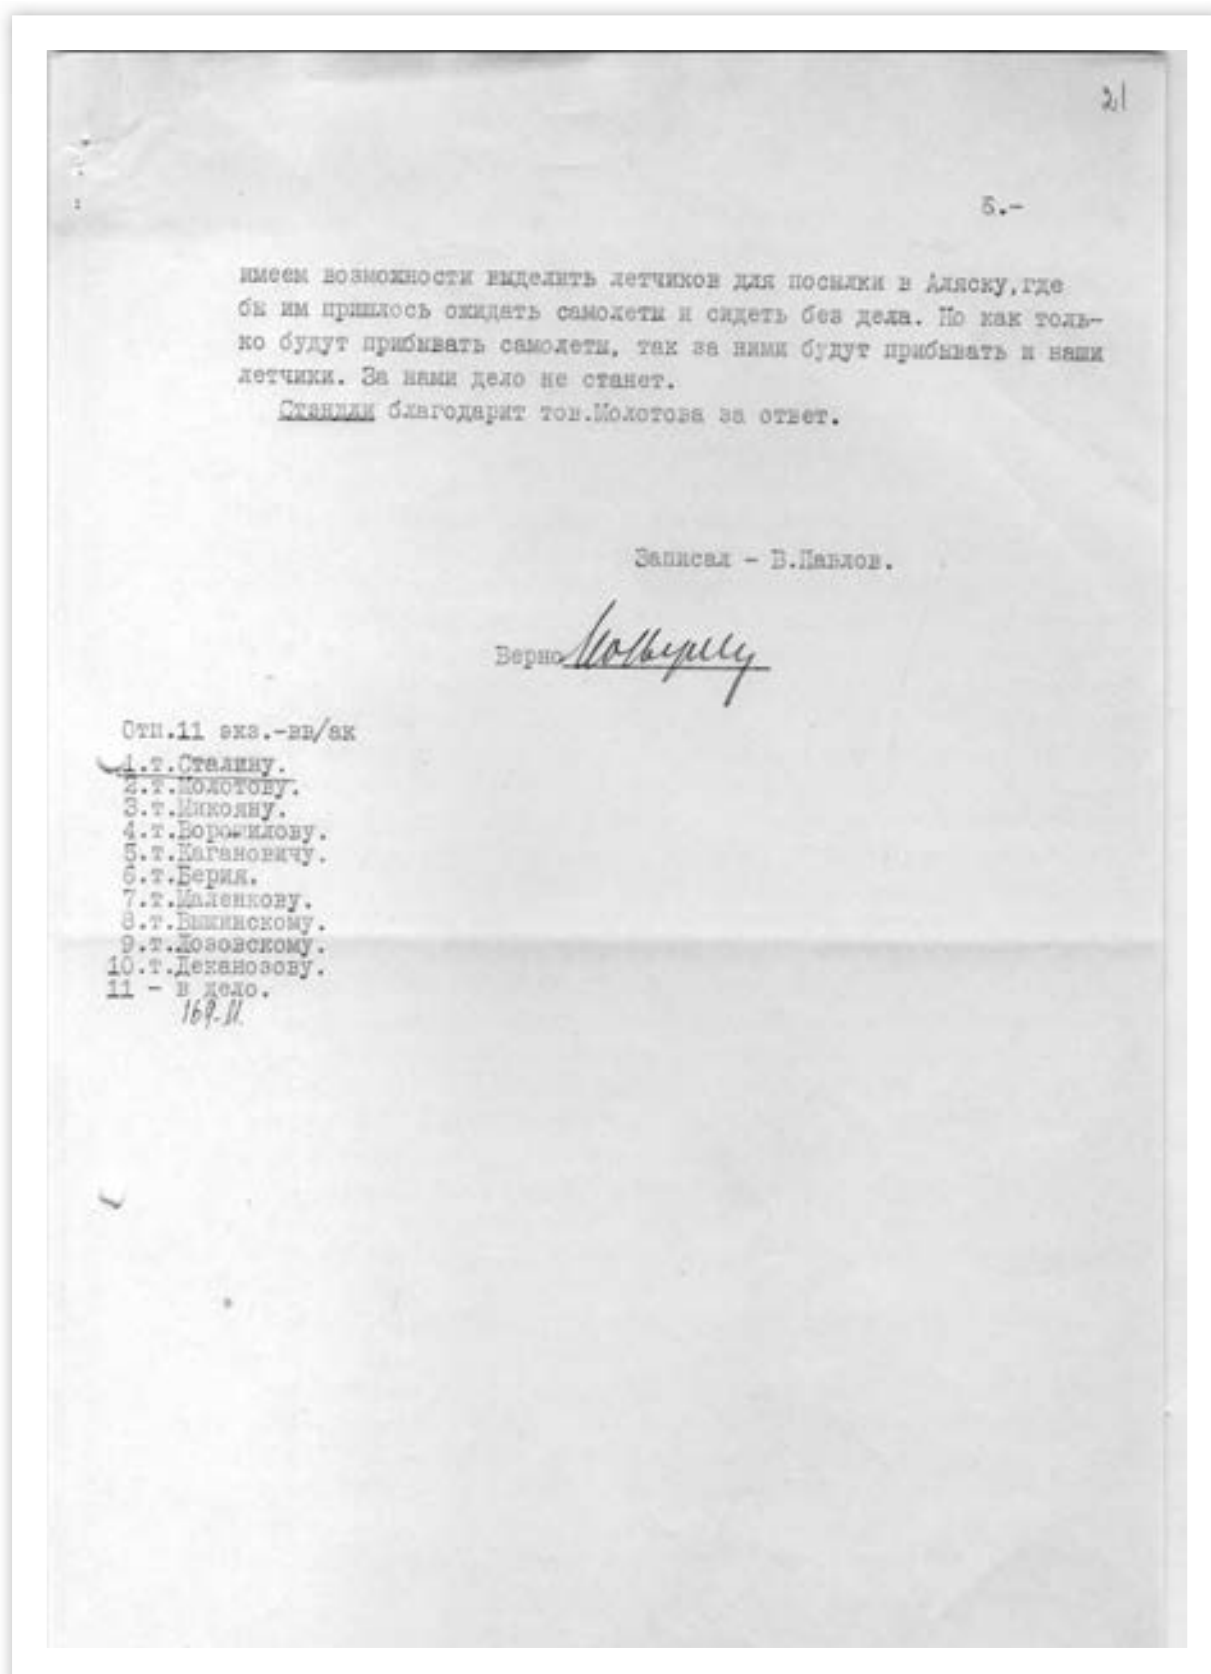 21
5.-
имеем возможности выделить летчиков для посылки в Аляску,где
бы им пришлось ожидать самолеты и сидеть без дела. Но как толь-
ко будут прибывать самолеты, так за ними будут прибывать и наши
летчики. За нами дело не станет.
Стэндли благодарит тов.Молотова за ответ.
Записал - В.Павлов.
Верно
Отп.11 экз.-вп/ак
1.т.Сталину.
2.т.Молотову.
3.т.Микояну.
4.т.Ворошилову.
5.т.Кагановичу.
6.т.Берия.
7.т.Маленкову.
8.т.Вышинскому.
9.т.Лозовскому.
10.т.Деканозову.
11 - в дело.